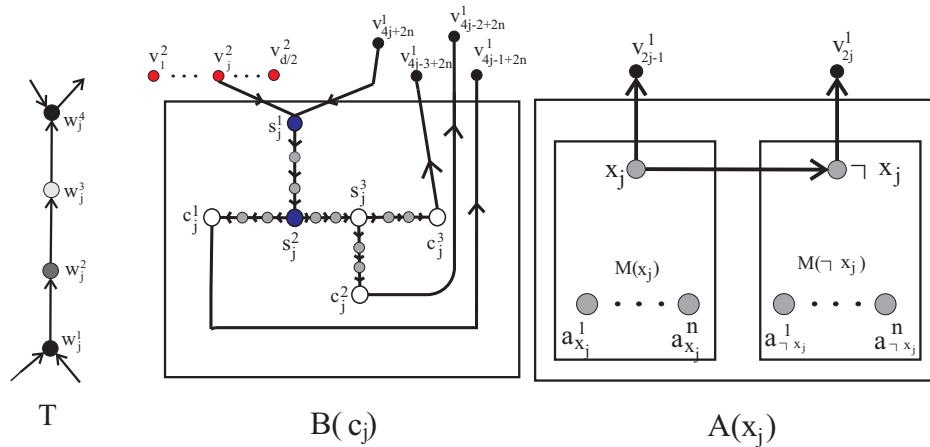 w_j^4
w_j^3
w_j^2
w_j^1
T
v_1^2 ..... v_j^2 ... v_{d/2}^2
v_{4j+2n}^1
v_{4j-2+2n}^1
v_{4j-3+2n}^1
v_{4j-1+2n}^1
s_j^1
s_j^3
c_j^1
s_j^2
c_j^3
c_j^2
B( c_j)
v_{2j-1}^1 v_{2j}^1
x_j ¬ x_j
M(x_j) M(¬ x_j)
a_{x_j}^1 a_{x_j}^n a_{¬ x_j}^1 a_{¬ x_j}^n
A(x_j)